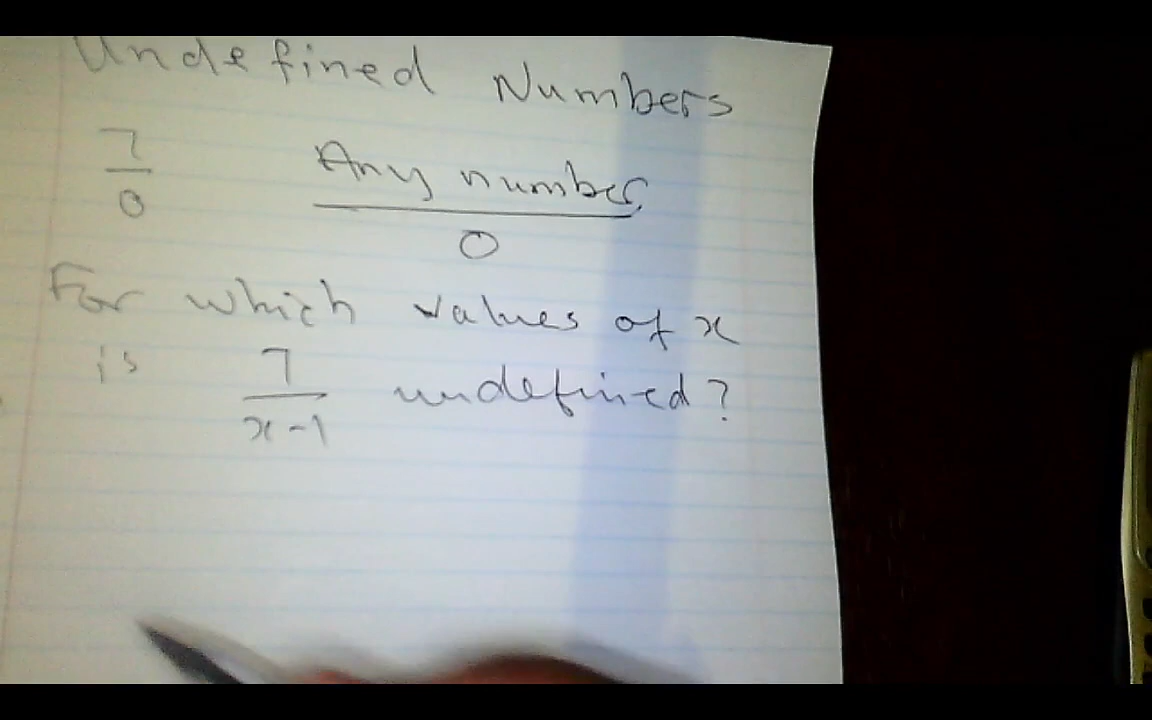 Undefined Numbers
7/0 Any number/0
For which values of x
is 7/(x-1) undefined?